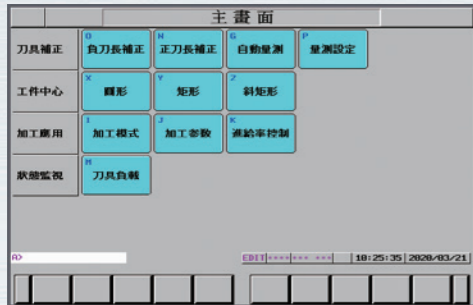 主畫面
刀具補正
O 負刀長補正
N 正刀長補正
G 自動量測
P 量測設定
工件中心
X 圓形
Y 矩形
Z 斜矩形
加工應用
I 加工模式
J 加工參數
K 進給率控制
狀態監視
M 刀具負載
A>
EDIT **** *** ***
10:25:35
2020/03/21